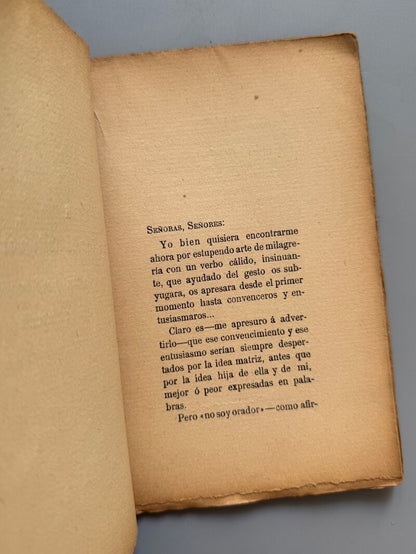 SEÑORAS, SEÑORES:
Yo bien quisiera encontrarme
ahora por estupendo arte de milagre-
ría con un verbo cálido, insinuan-
te, que ayudado del gesto os sub-
yugara, os apresara desde el primer
momento hasta convenceros y en-
tusiasmaros...
Claro es—me apresuro á adver-
tirlo—que ese convencimiento y ese
entusiasmo serían siempre desper-
tados por la idea matriz, antes que
por la idea hija de ella y de mí,
mejor ó peor expresadas en pala-
bras.
Pero «no soy orador»—como afir-